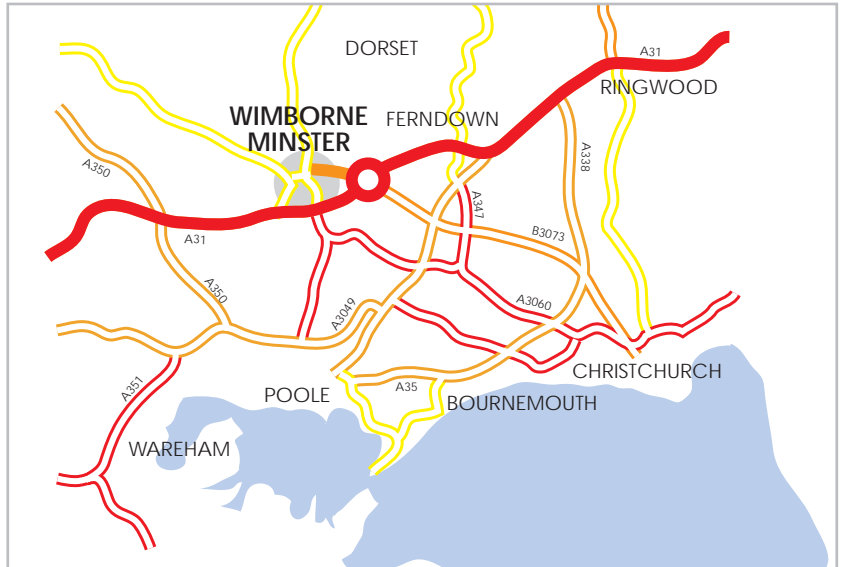 DORSET
A31
RINGWOOD
WIMBORNE
MINSTER
FERNDOWN
A350
A338
A347
A31
B3073
A350
A3049
A3060
CHRISTCHURCH
A351
A35
POOLE
BOURNEMOUTH
WAREHAM